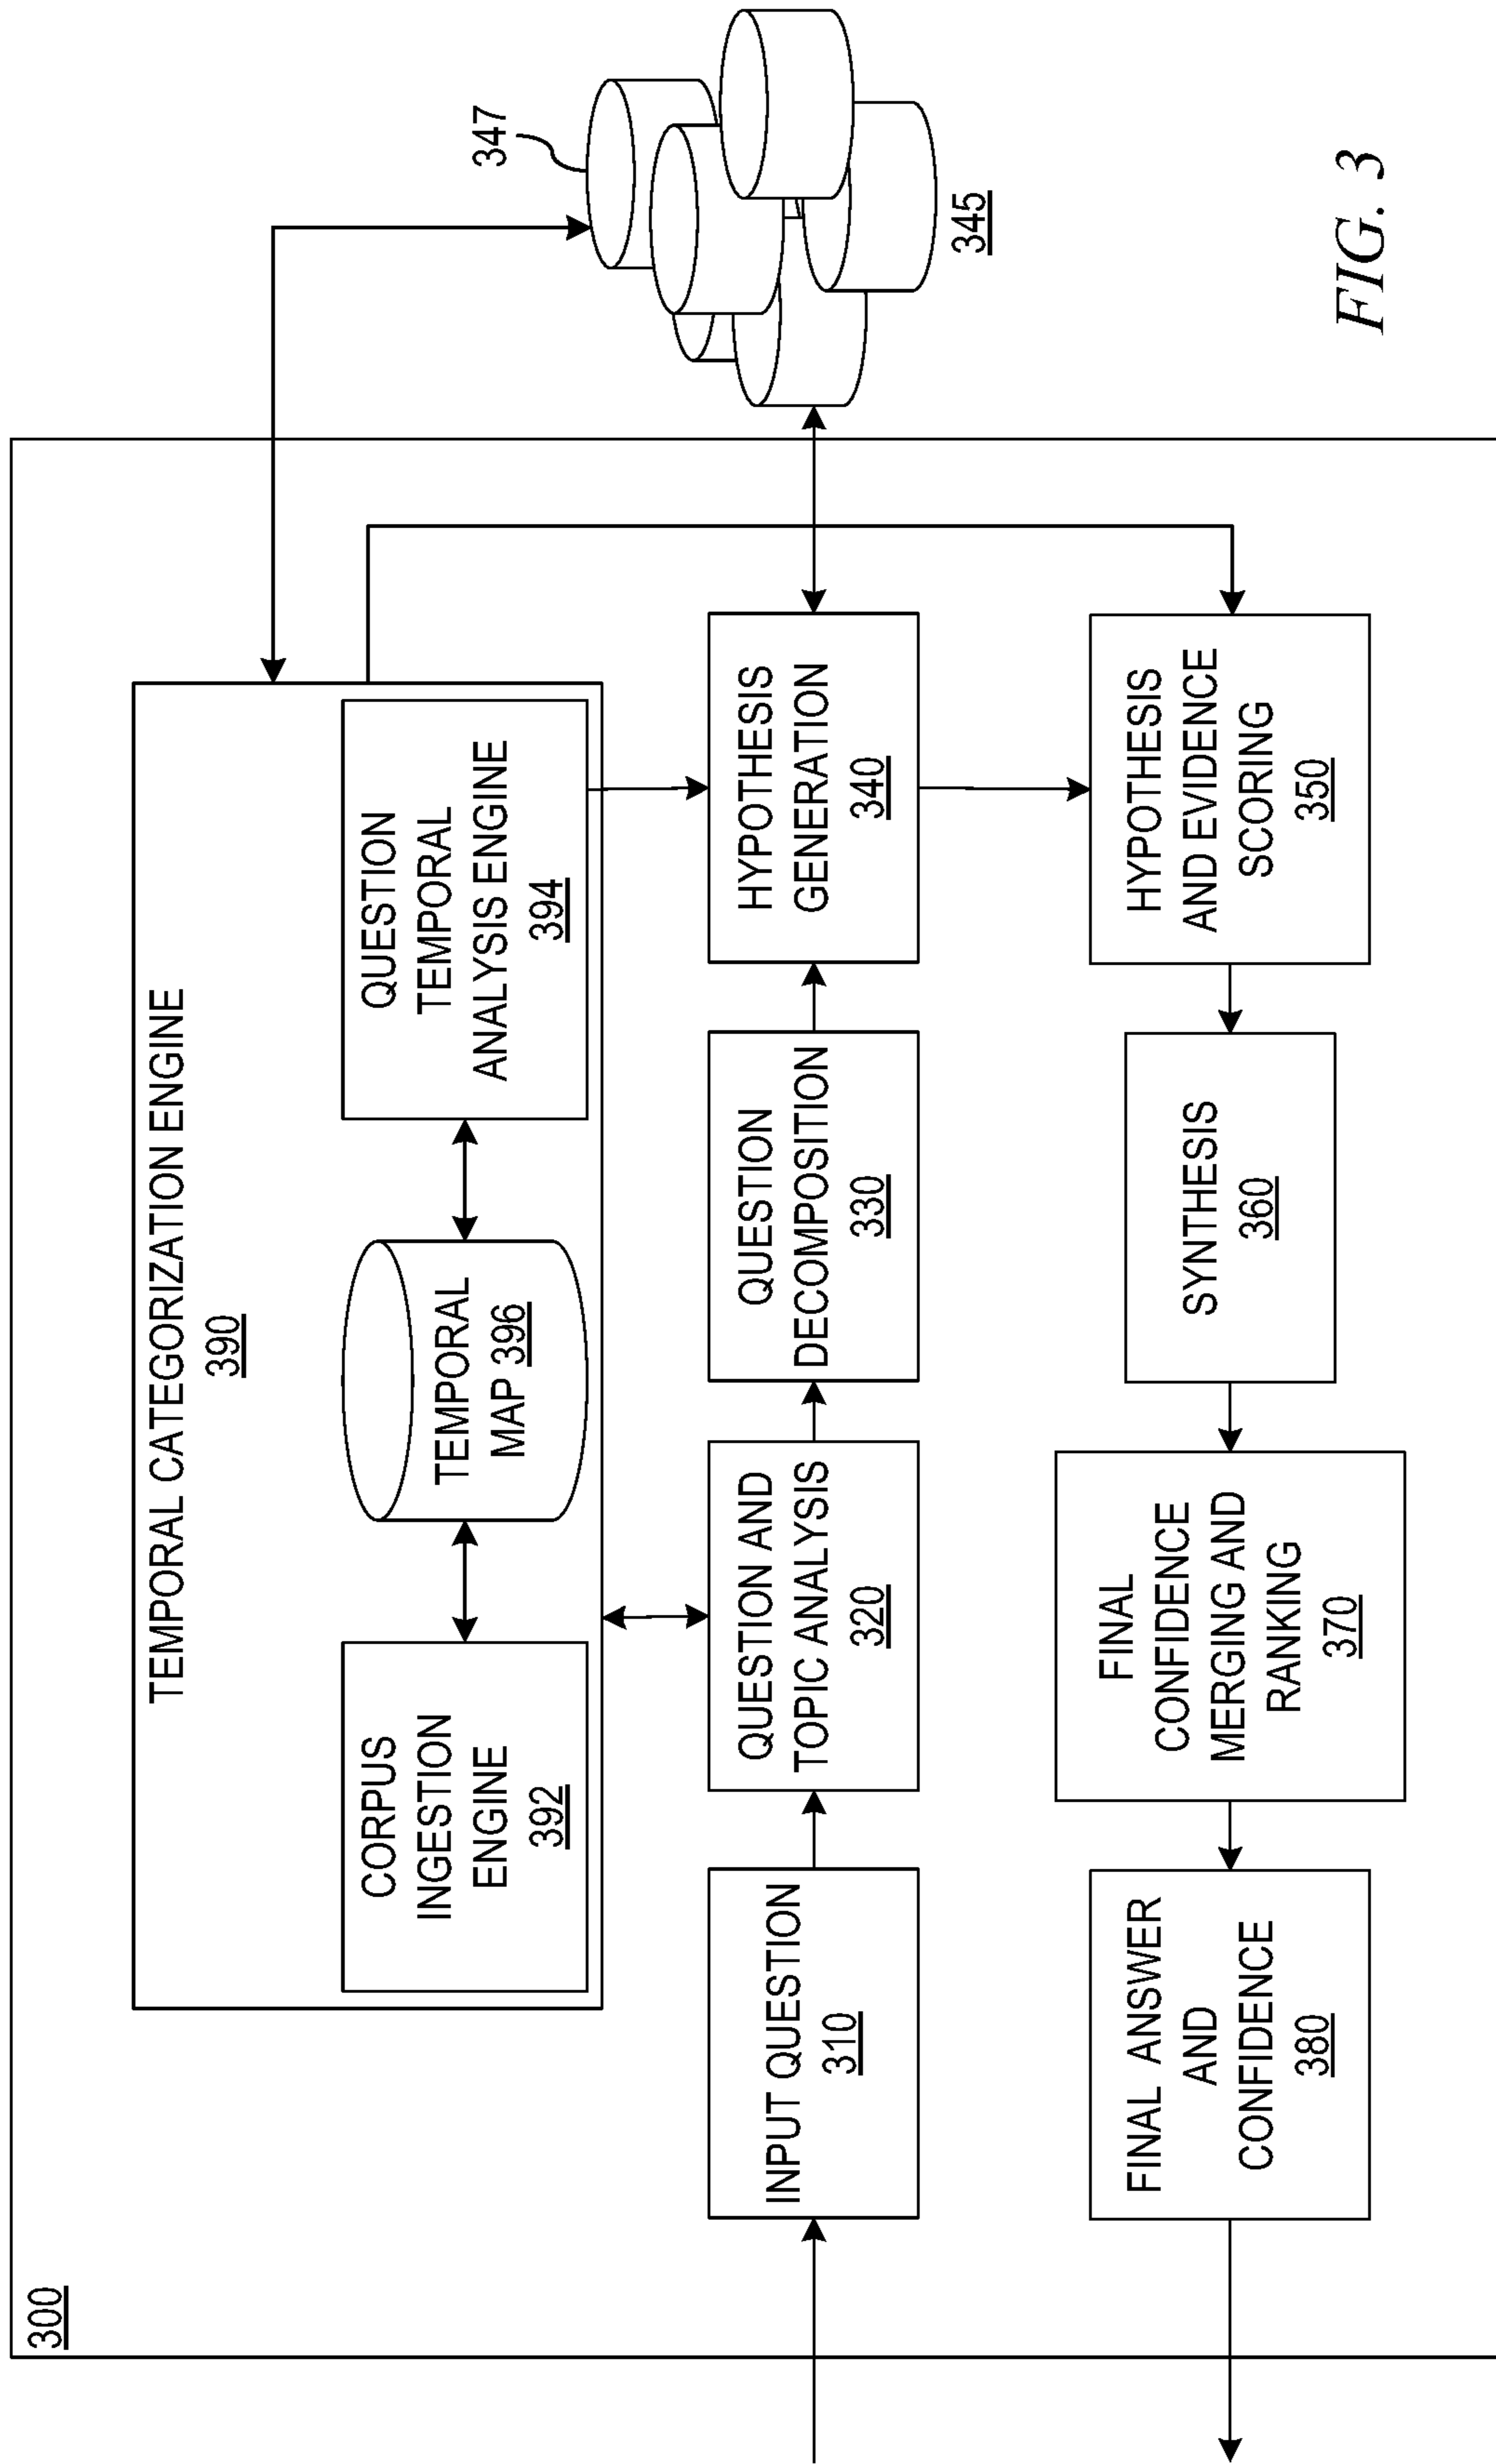 300
TEMPORAL CATEGORIZATION ENGINE
390
CORPUS
INGESTION
ENGINE
392
TEMPORAL
MAP 396
QUESTION
TEMPORAL
ANALYSIS ENGINE
394
347
345
INPUT QUESTION
310
QUESTION AND
TOPIC ANALYSIS
320
QUESTION
DECOMPOSITION
330
HYPOTHESIS
GENERATION
340
FINAL ANSWER
AND
CONFIDENCE
380
FINAL
CONFIDENCE
MERGING AND
RANKING
370
SYNTHESIS
360
HYPOTHESIS
AND EVIDENCE
SCORING
350
FIG. 3